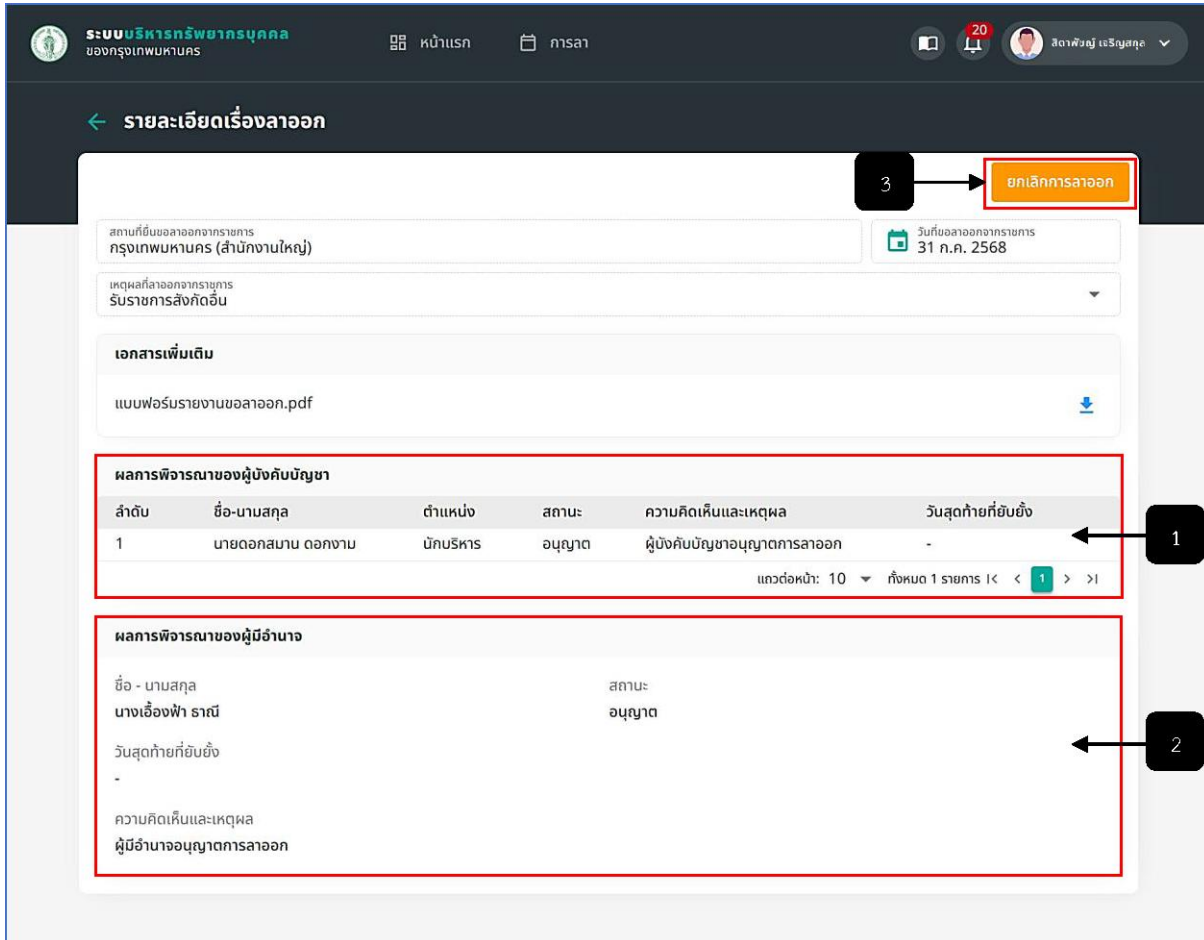 ระบบบริหารทรัพยากรบุคคล
ของกรุงเทพมหานคร
หน้าแรก
การลา
20
สิตาพัชญ์ เจริญสกุล
รายละเอียดเรื่องลาออก
3
ยกเลิกการลาออก
สถานที่ยื่นขอลาออกจากราชการ
กรุงเทพมหานคร (สำนักงานใหญ่)
วันที่ขอลาออกจากราชการ
31 ก.ค. 2568
เหตุผลที่ลาออกจากราชการ
รับราชการสังกัดอื่น
เอกสารเพิ่มเติม
แบบฟอร์มรายงานขอลาออก.pdf
ผลการพิจารณาของผู้บังคับบัญชา
ลำดับ ชื่อ-นามสกุล ตำแหน่ง สถานะ ความคิดเห็นและเหตุผล วันสุดท้ายที่ยับยั้ง
1 นายดอกสมาน ดอกงาม นักบริหาร อนุญาต ผู้บังคับบัญชาอนุญาตการลาออก -
1
แถวต่อหน้า: 10 ทั้งหมด 1 รายการ |< < 1 > >|
ผลการพิจารณาของผู้มีอำนาจ
ชื่อ - นามสกุล สถานะ
นางเอื้องฟ้า ธาณี อนุญาต
วันสุดท้ายที่ยับยั้ง
2
-
ความคิดเห็นและเหตุผล
ผู้มีอำนาจอนุญาตการลาออก